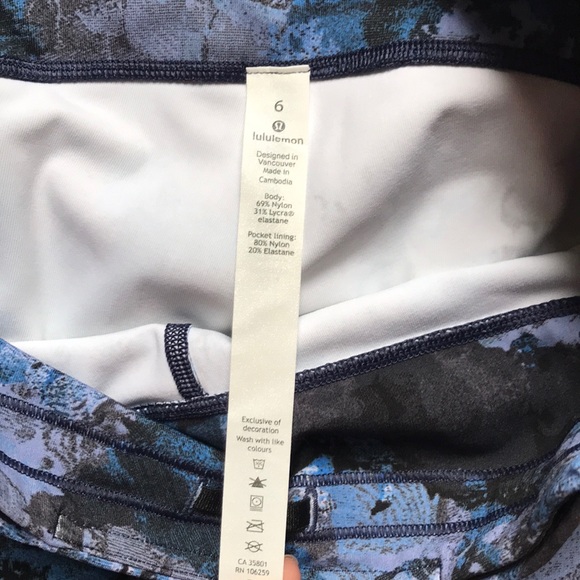 6
lululemon
Designed in
Vancouver
Made in
Cambodia
Body:
69% Nylon
31% Lycra®
elastane
Pocket lining:
80% Nylon
20% Elastane
Exclusive of
decoration
Wash with like
colours
CA 35801
RN 106259